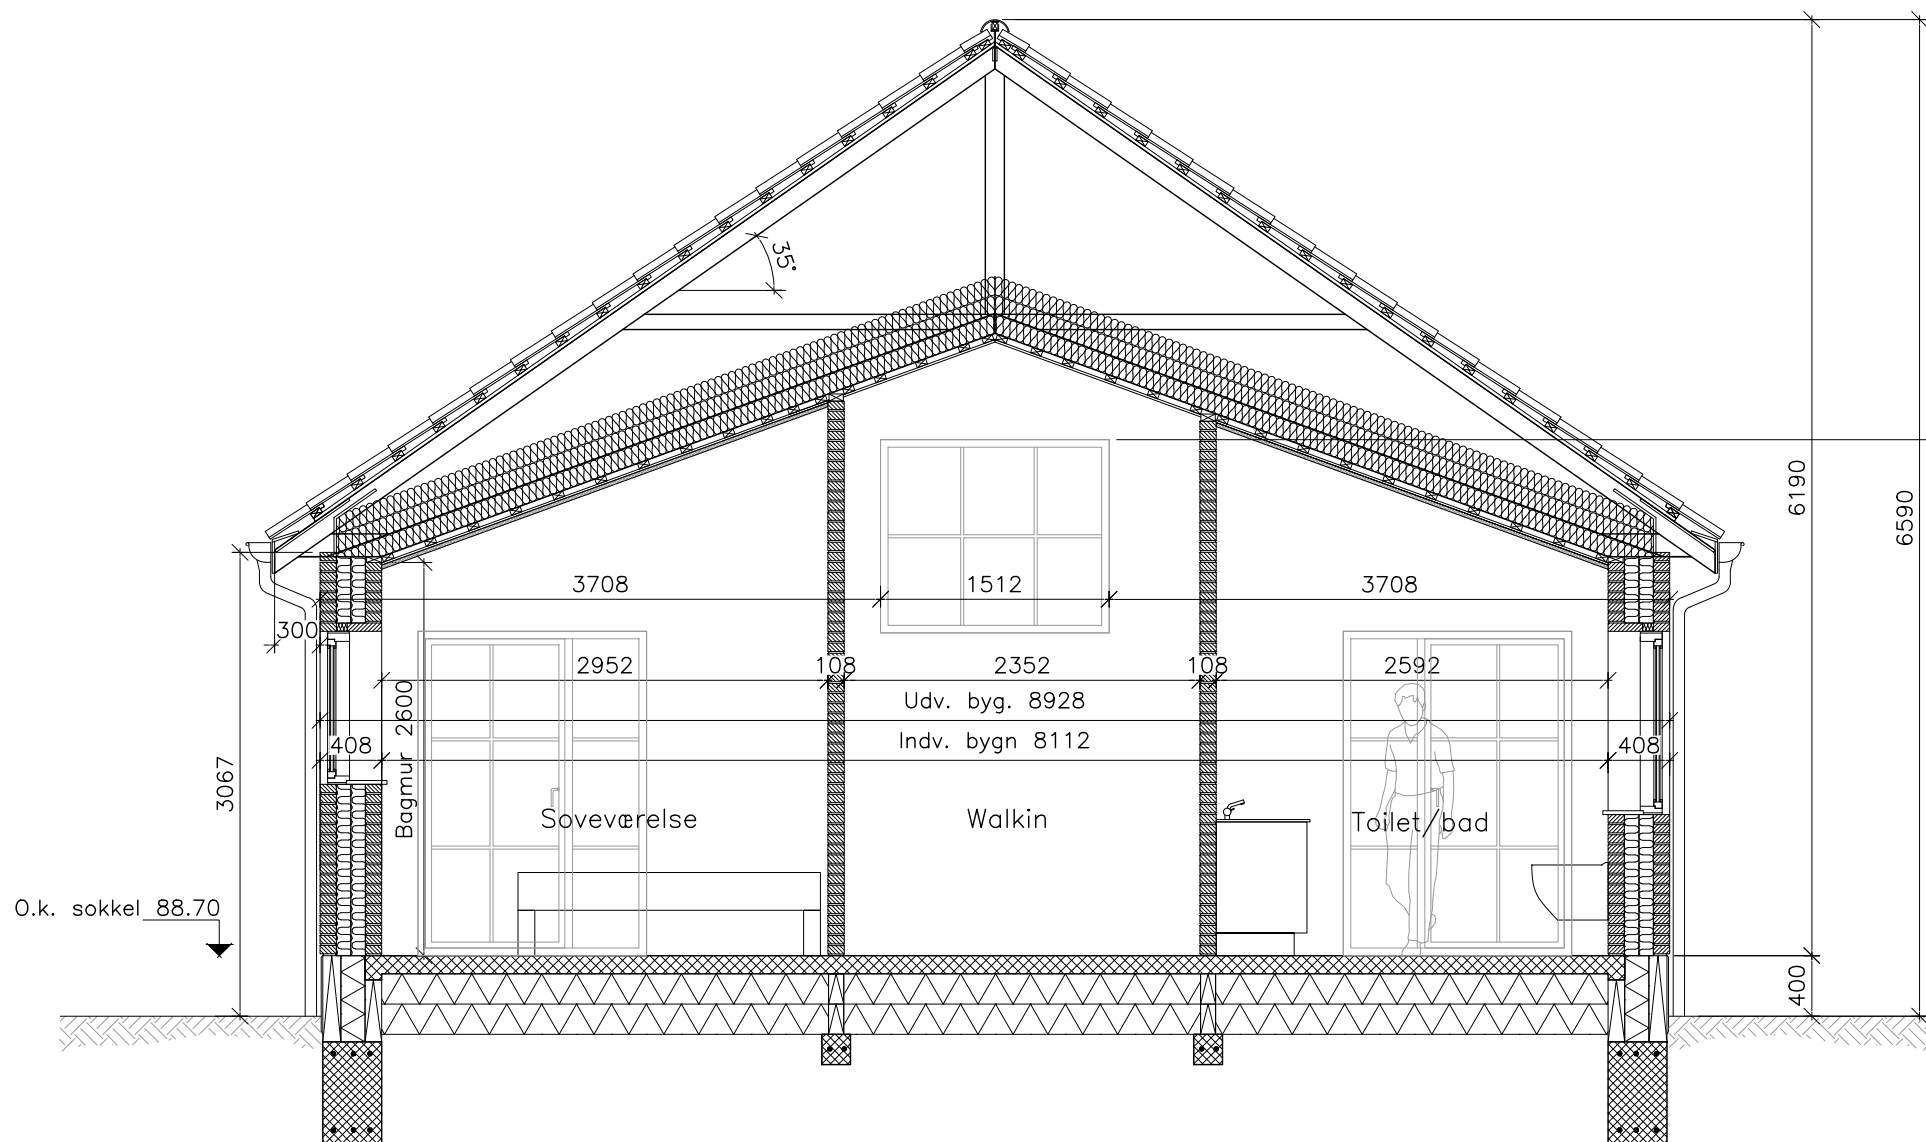 35°
6190
6590
3708
1512
3708
300
2952
108
2352
108
2592
Udv. byg. 8928
Indv. bygn 8112
408
408
Bagmur 2600
3067
Soveværelse
Walkin
Toilet/bad
O.k. sokkel 88.70
400